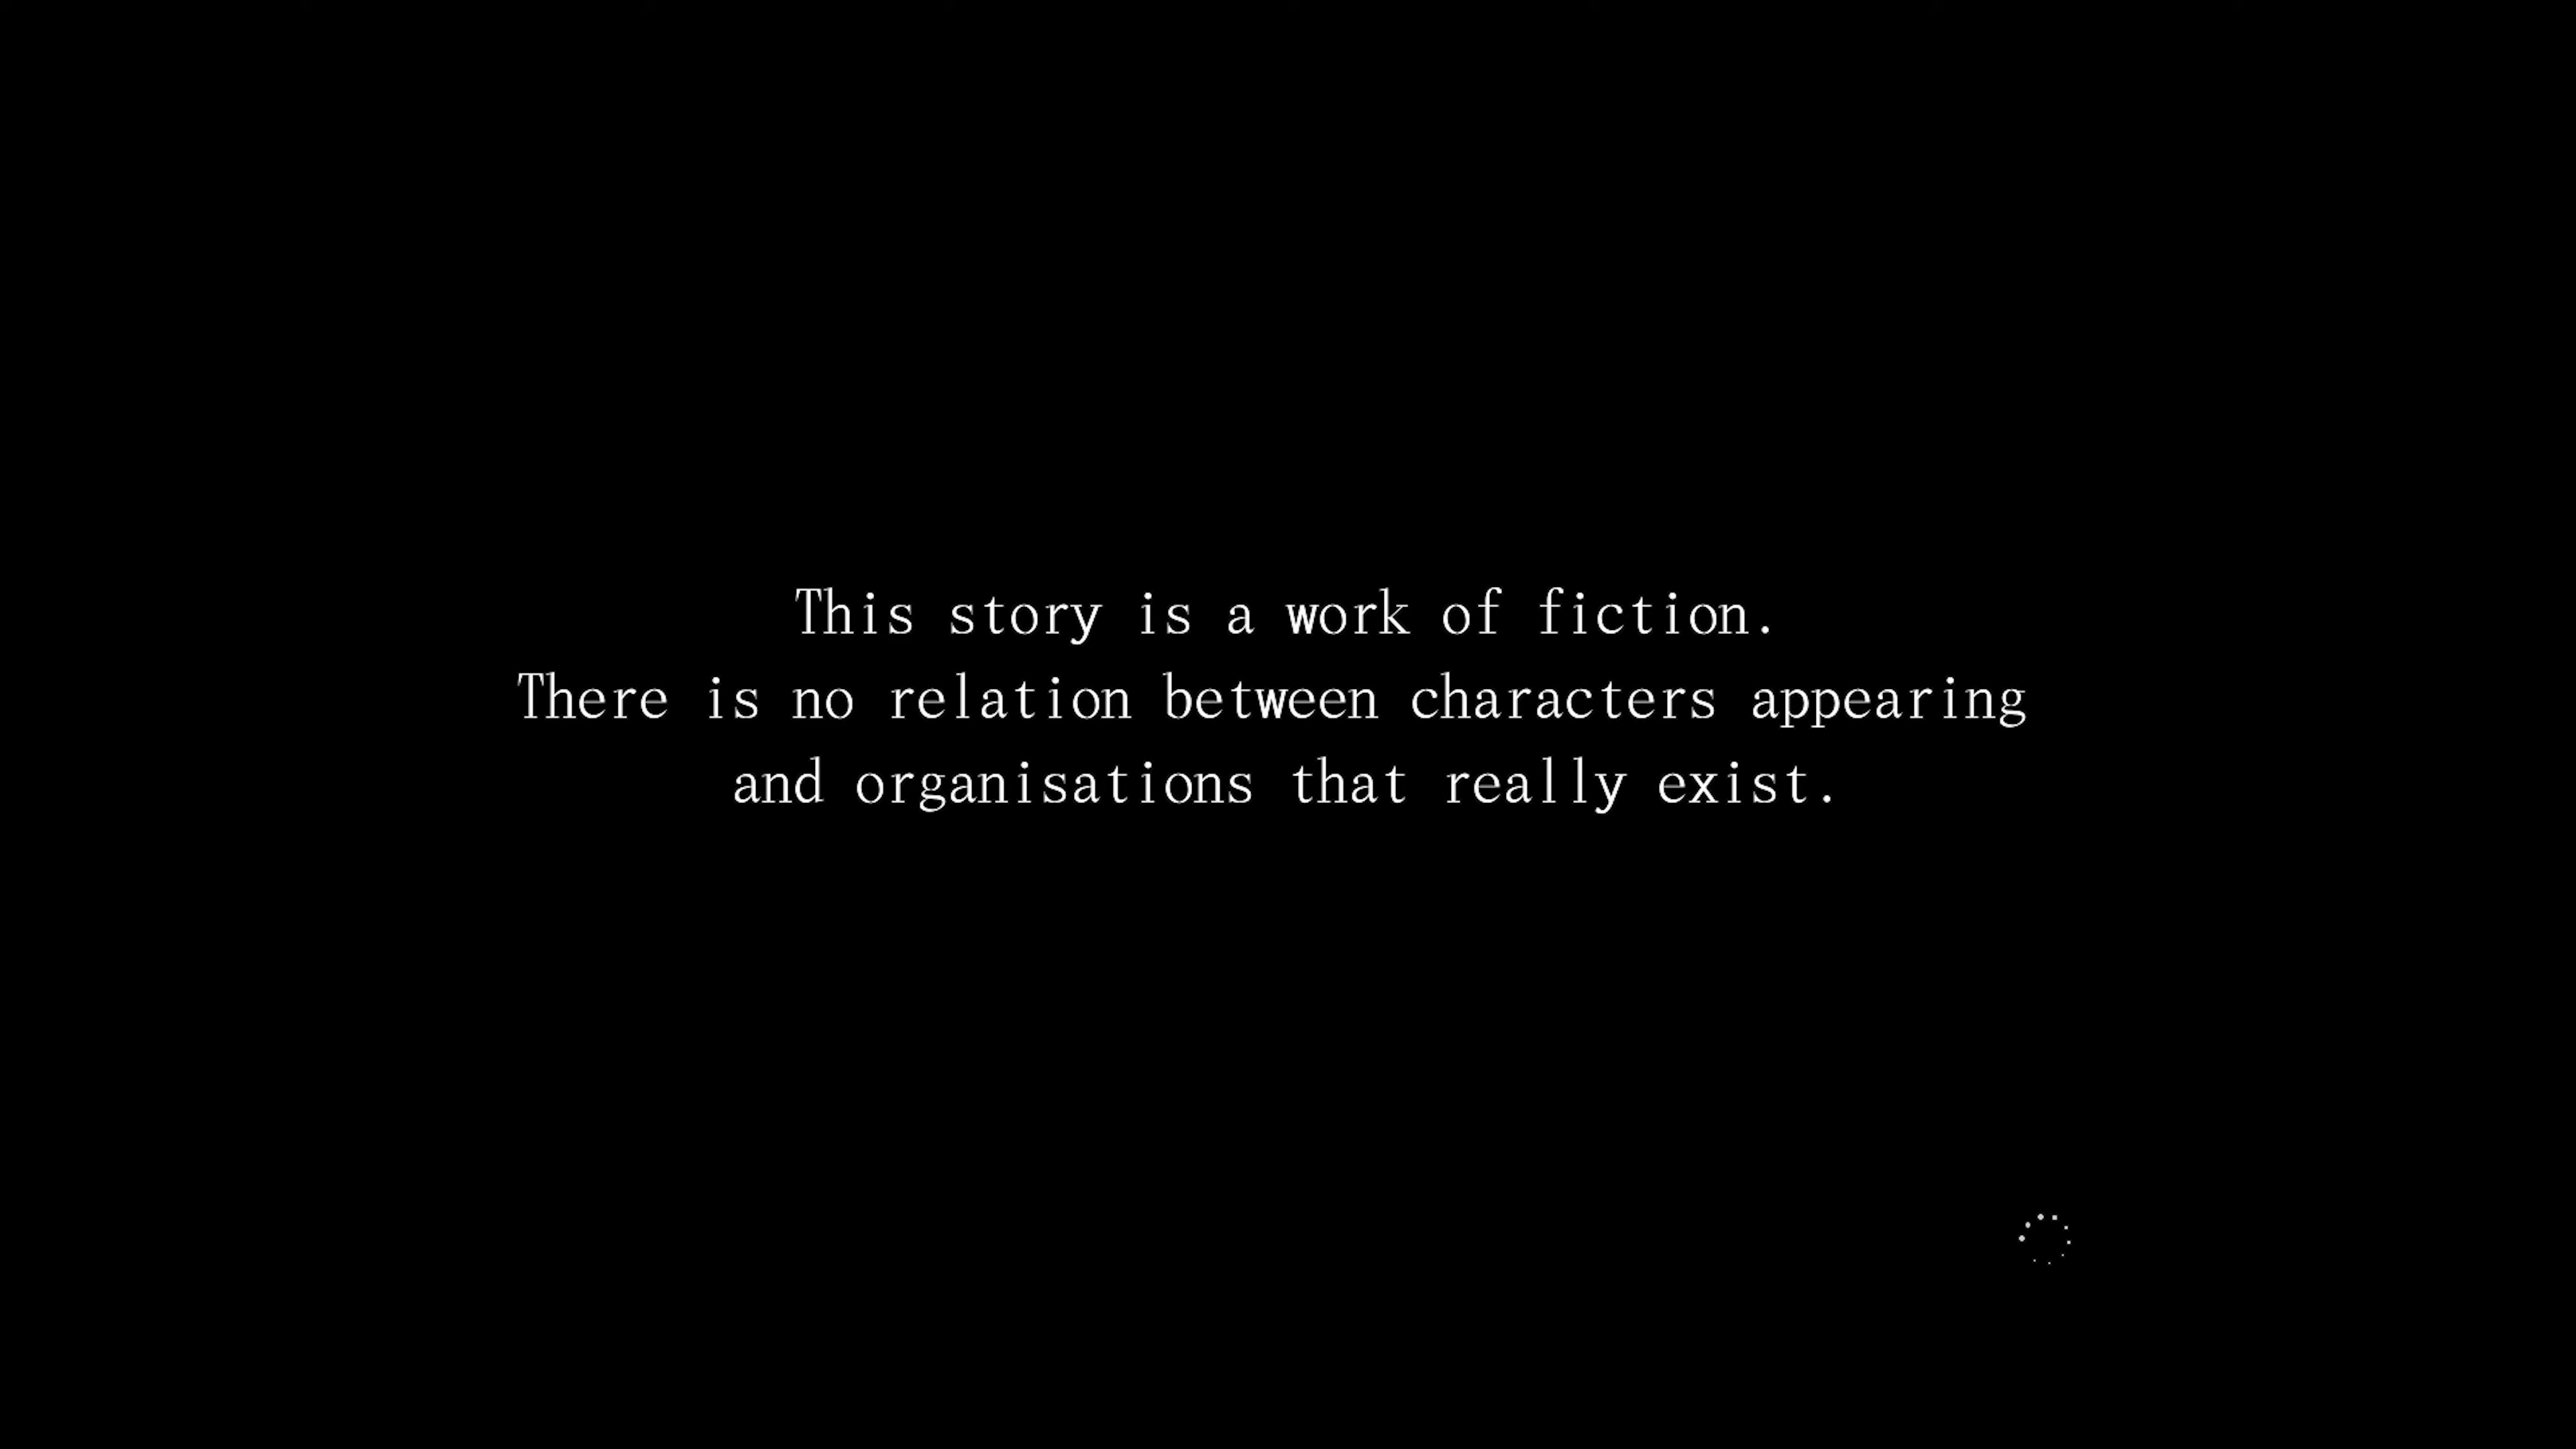 This story is a work of fiction.
There is no relation between characters appearing
and organisations that really exist.